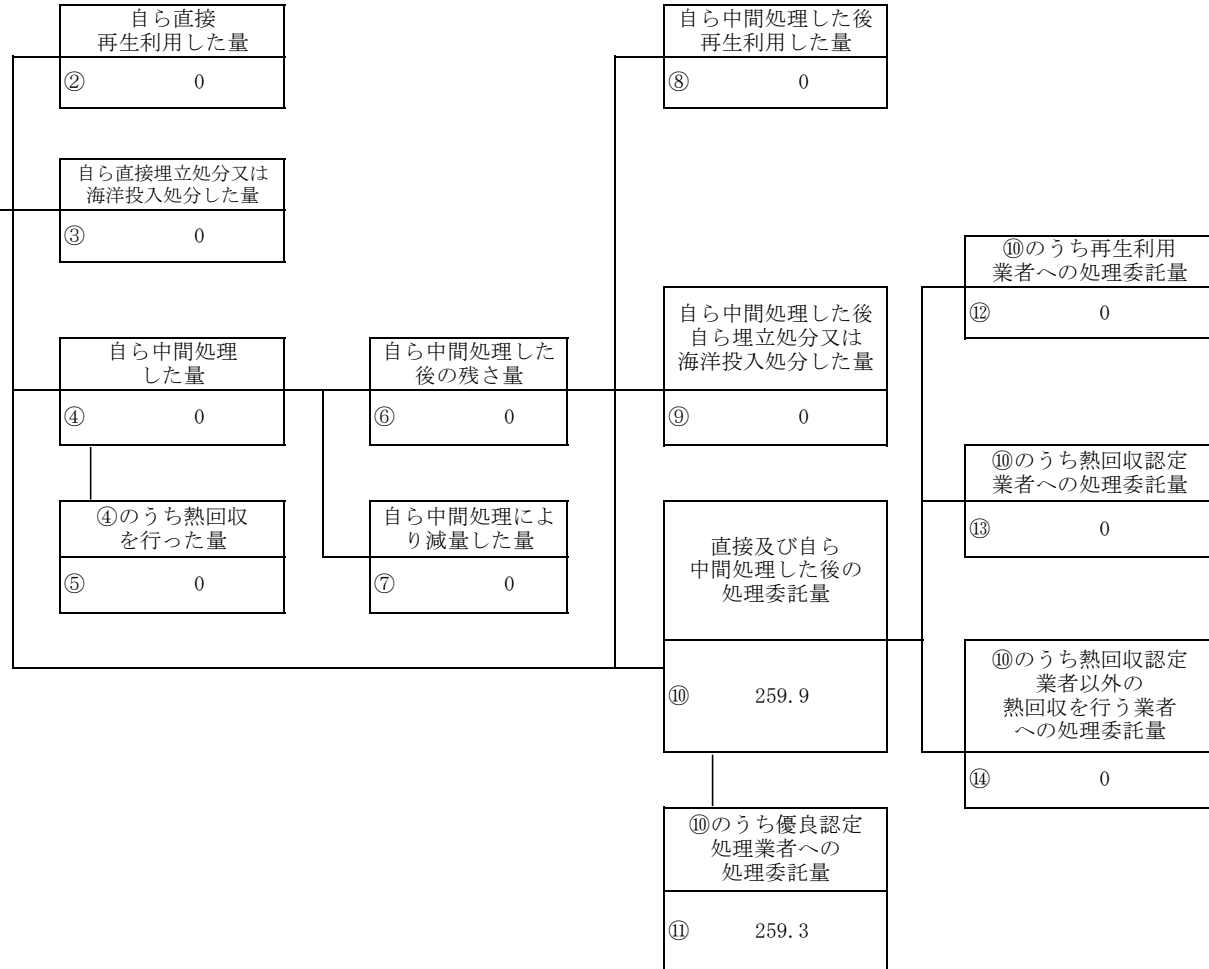 自ら直接
再生利用した量
② 0
自ら直接埋立処分又は
海洋投入処分した量
③ 0
自ら中間処理
した量
④ 0
④のうち熱回収
を行った量
⑤ 0
自ら中間処理した
後の残さ量
⑥ 0
自ら中間処理によ
り減量した量
⑦ 0
自ら中間処理した後
再生利用した量
⑧ 0
自ら中間処理した後
自ら埋立処分又は
海洋投入処分した量
⑨ 0
直接及び自ら
中間処理した後の
処理委託量
⑩ 259.9
⑩のうち優良認定
処理業者への
処理委託量
⑪ 259.3
⑩のうち再生利用
業者への処理委託量
⑫ 0
⑩のうち熱回収認定
業者への処理委託量
⑬ 0
⑩のうち熱回収認定
業者以外の
熱回収を行う業者
への処理委託量
⑭ 0